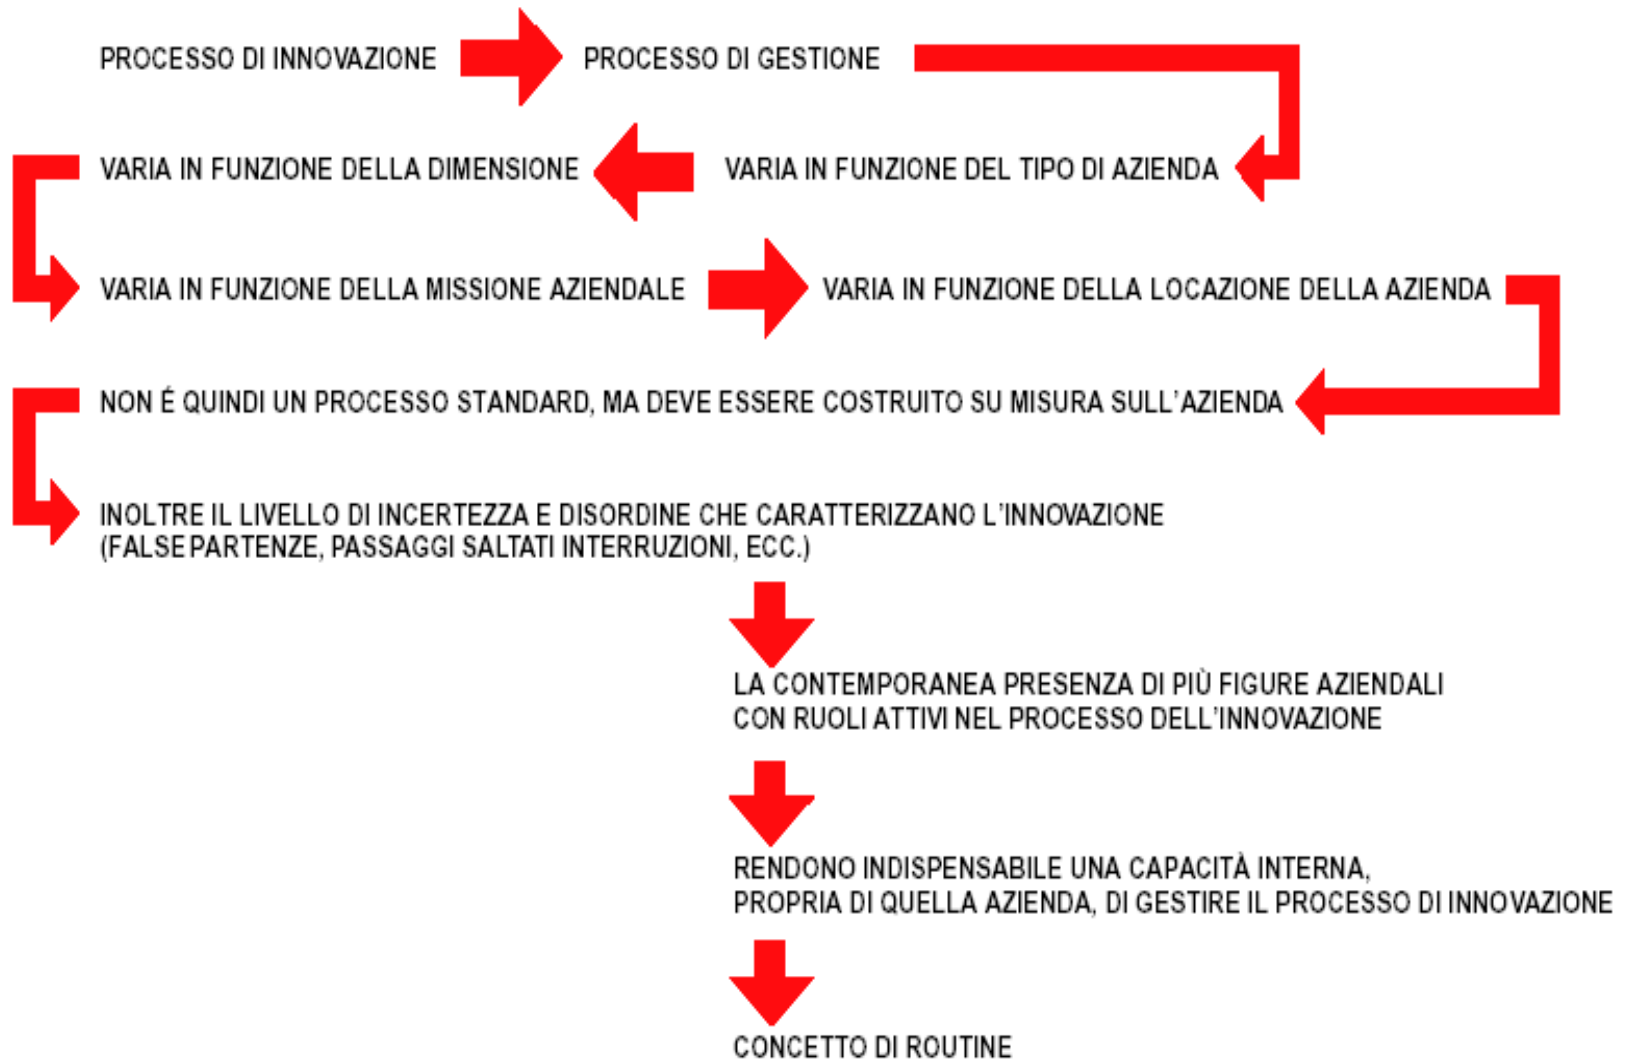 PROCESSO DI INNOVAZIONE
PROCESSO DI GESTIONE
VARIA IN FUNZIONE DEL TIPO DI AZIENDA
VARIA IN FUNZIONE DELLA DIMENSIONE
VARIA IN FUNZIONE DELLA MISSIONE AZIENDALE
VARIA IN FUNZIONE DELLA LOCAZIONE DELLA AZIENDA
NON É QUINDI UN PROCESSO STANDARD, MA DEVE ESSERE COSTRUITO SU MISURA SULL'AZIENDA
INOLTRE IL LIVELLO DI INCERTEZZA E DISORDINE CHE CARATTERIZZANO L'INNOVAZIONE
(FALSE PARTENZE, PASSAGGI SALTATI INTERRUZIONI, ECC.)
LA CONTEMPORANEA PRESENZA DI PIÙ FIGURE AZIENDALI
CON RUOLI ATTIVI NEL PROCESSO DELL'INNOVAZIONE
RENDONO INDISPENSABILE UNA CAPACITÀ INTERNA,
PROPRIA DI QUELLA AZIENDA, DI GESTIRE IL PROCESSO DI INNOVAZIONE
CONCETTO DI ROUTINE